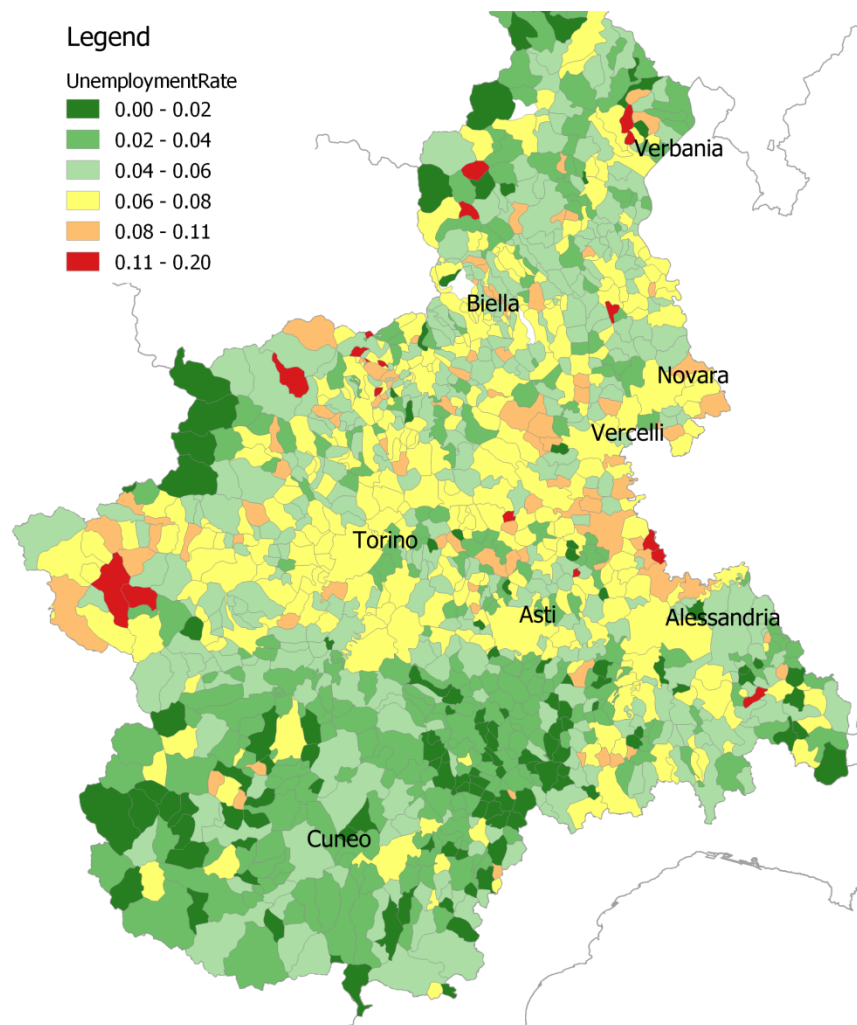 Legend
UnemploymentRate
0.00 - 0.02
0.02 - 0.04
0.04 - 0.06
0.06 - 0.08
0.08 - 0.11
0.11 - 0.20
Verbania
Biella
Novara
Vercelli
Torino
Asti
Alessandria
Cuneo